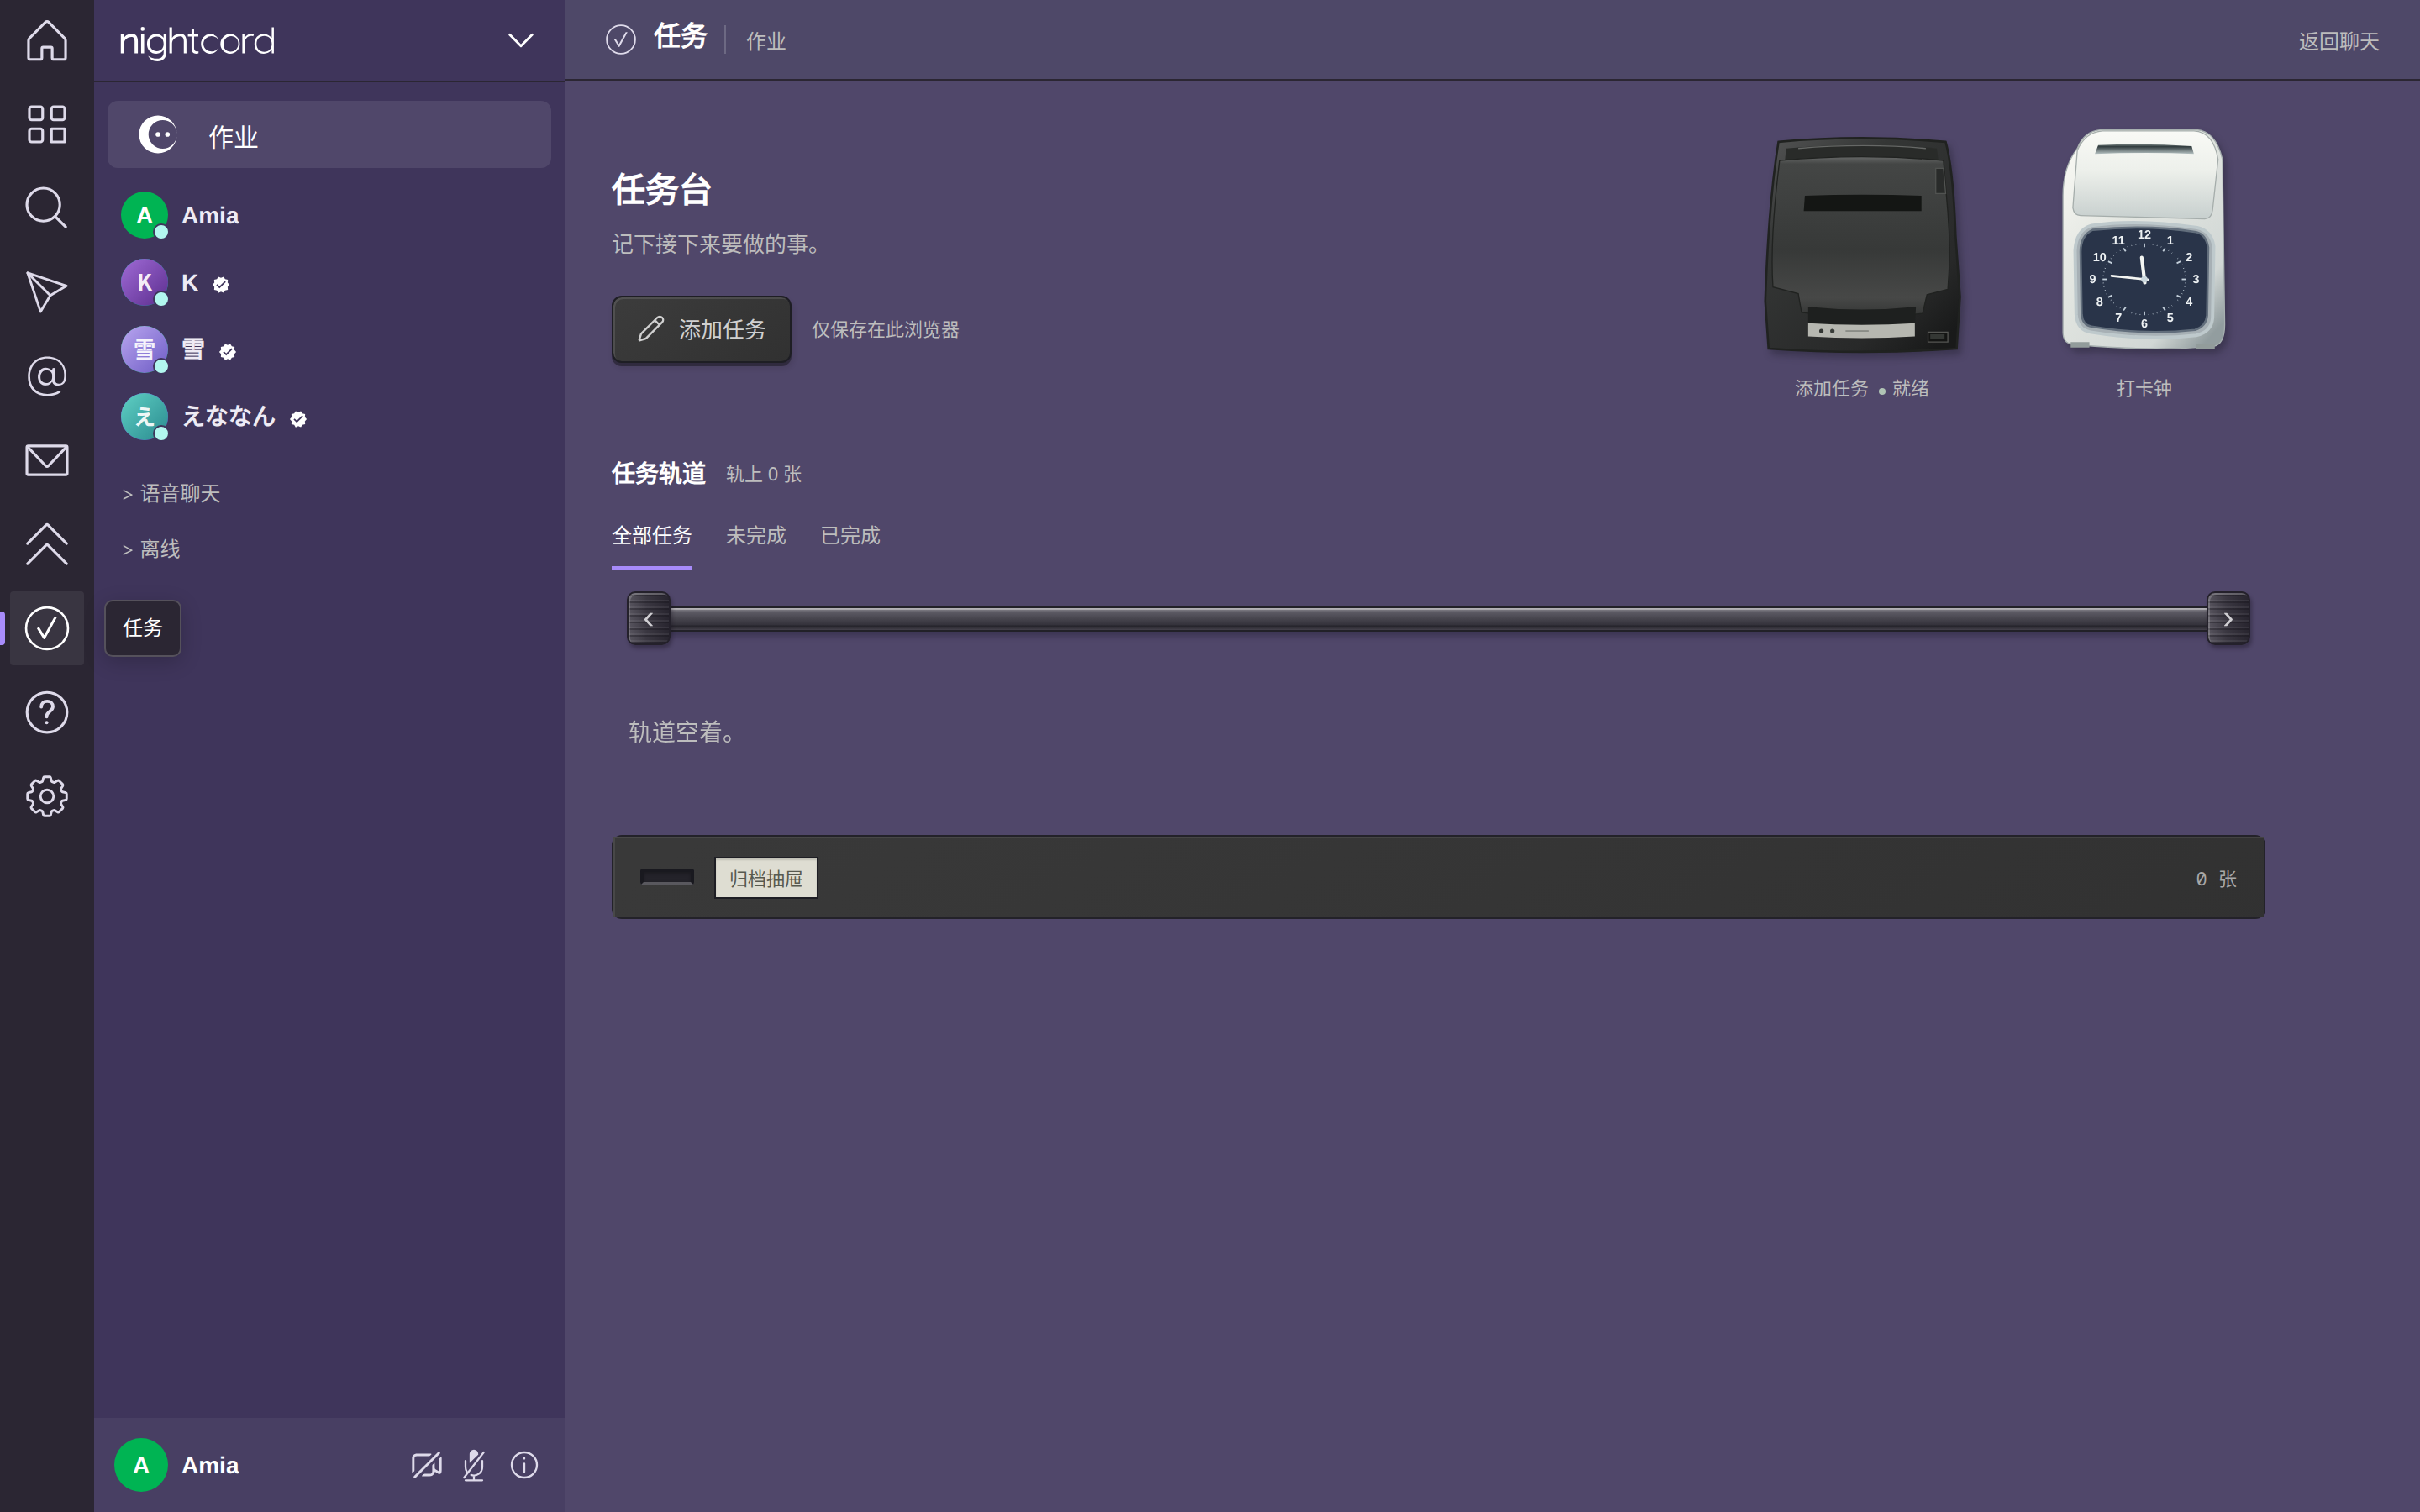 nightcord
作业
A Amia
K K
雪 雪
え えななん
> 语音聊天
> 离线
任务
A Amia
任务 作业
返回聊天
任务台
记下接下来要做的事。
添加任务 仅保存在此浏览器
12 1 2 3 4 5 6 7 8 9 10 11
添加任务 就绪
打卡钟
任务轨道 轨上 0 张
全部任务 未完成 已完成
轨道空着。
归档抽屉
0 张